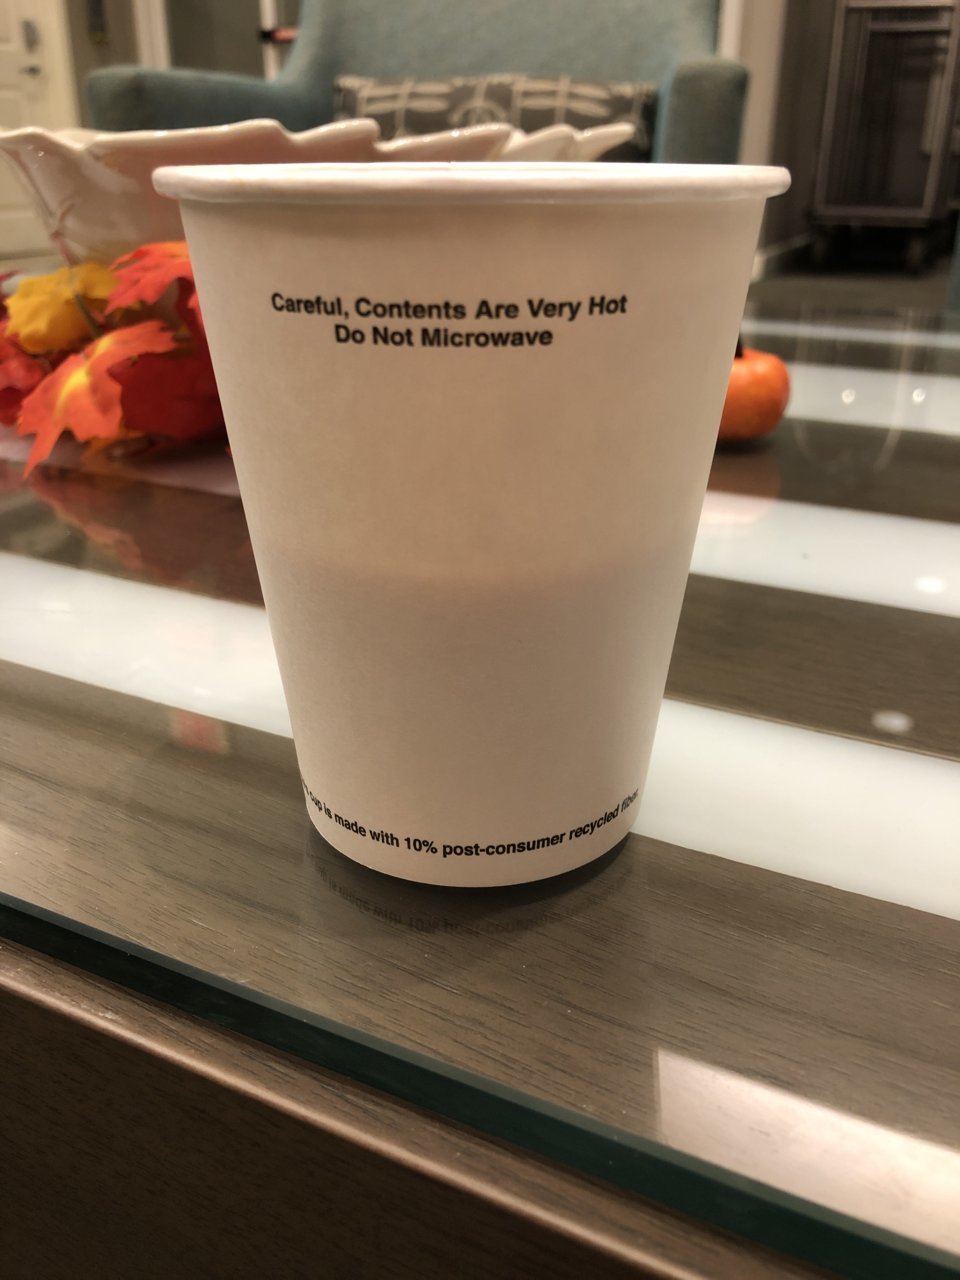 Careful, Contents Are Very Hot
Do Not Microwave
cup is made with 10% post-consumer recycled fiber